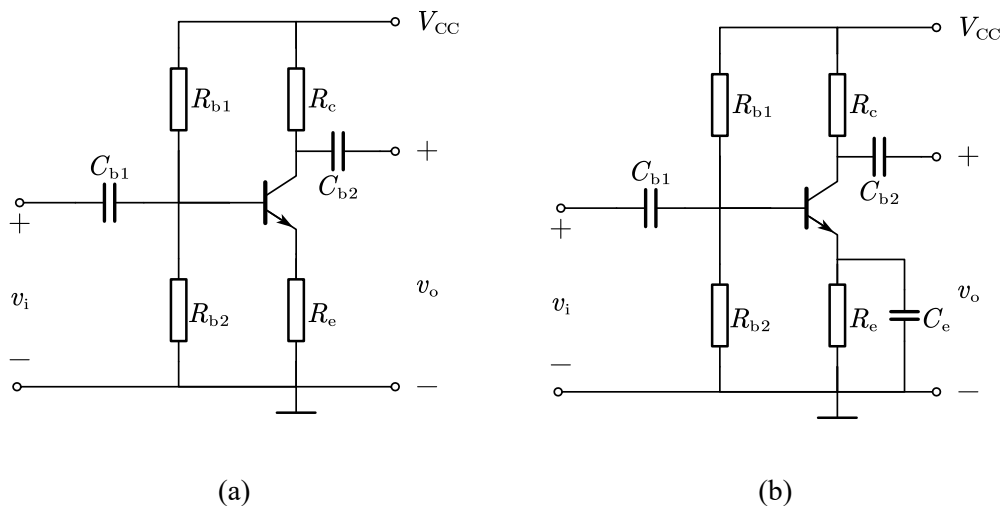 V_CC
R_b1
R_c
+
C_b1
C_b2
+
v_i
R_b2
R_e
v_o
−
−
(a)
V_CC
R_b1
R_c
+
C_b1
C_b2
+
v_i
R_b2
R_e
C_e
v_o
−
−
(b)